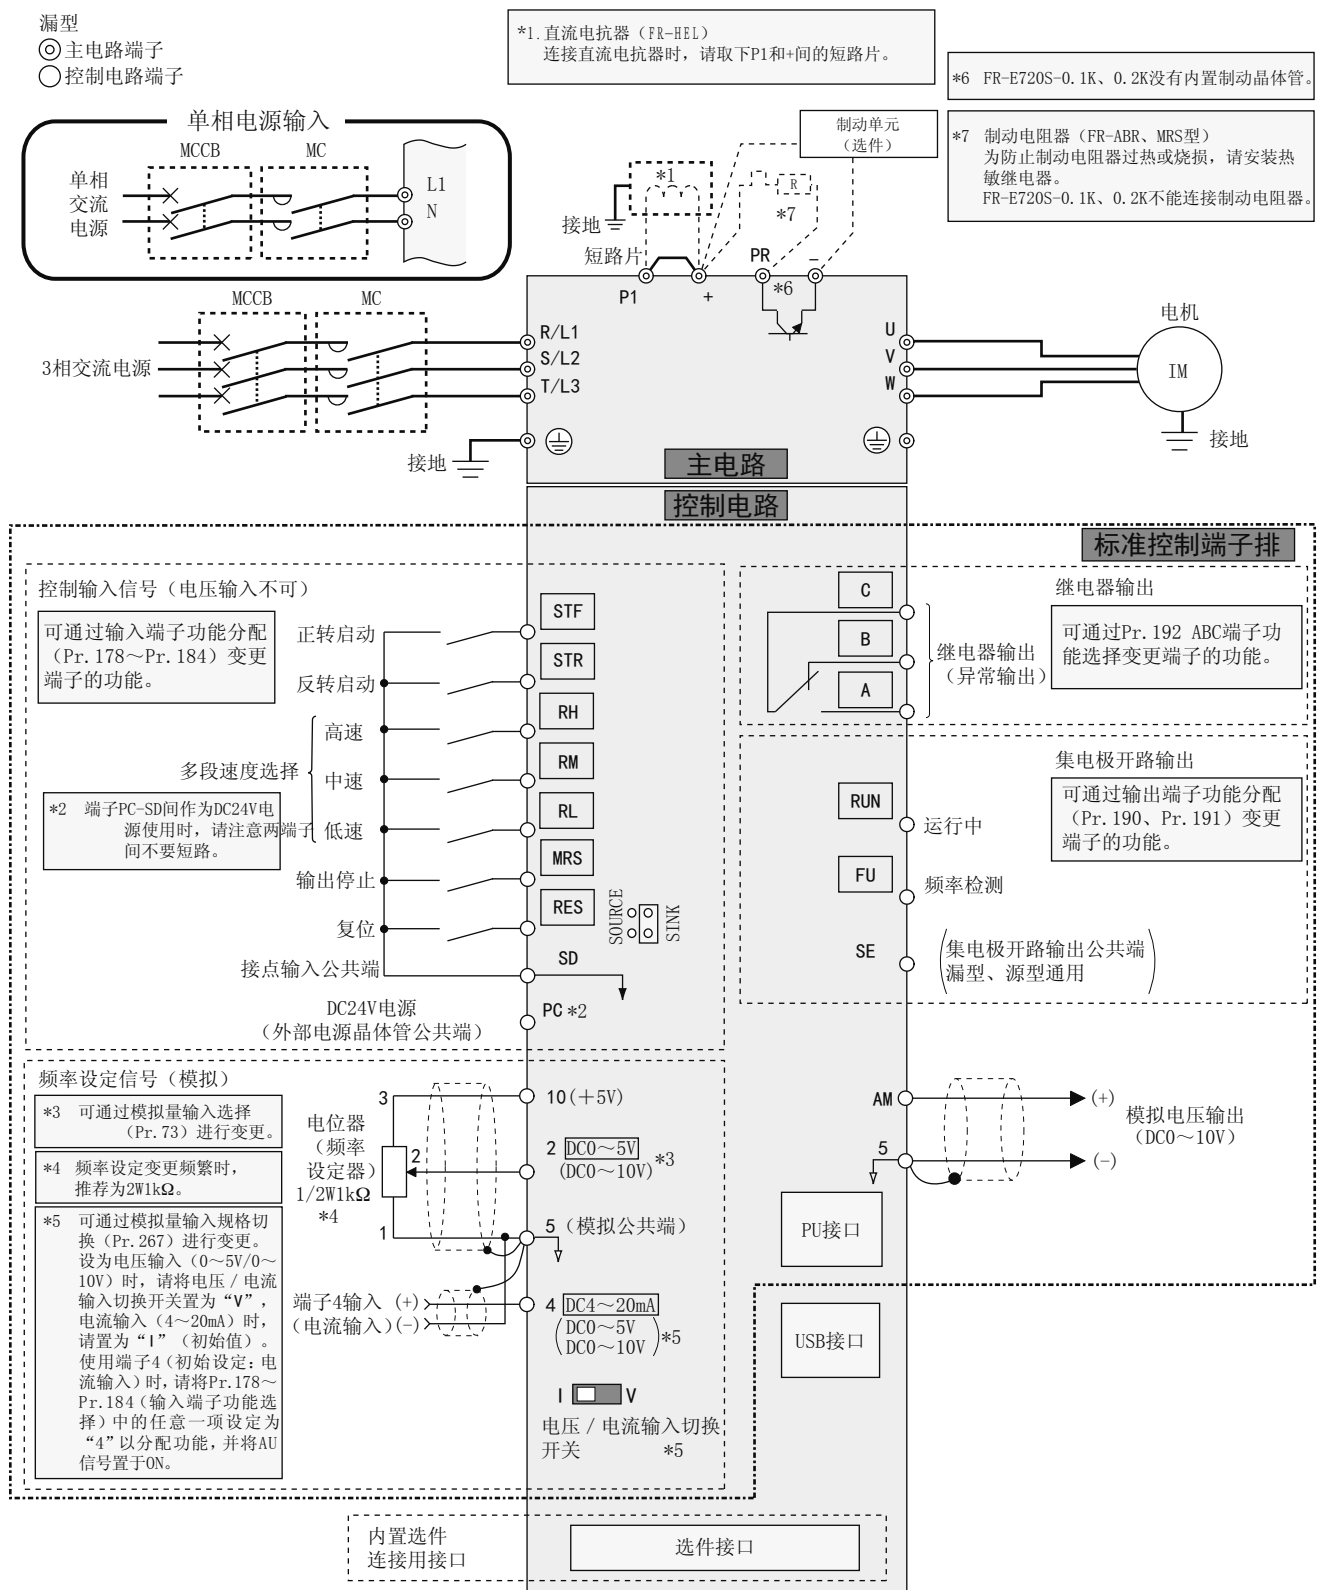 漏型
◎主电路端子
○控制电路端子
*1.直流电抗器（FR-HEL）
连接直流电抗器时，请取下P1和+间的短路片。
*6 FR-E720S-0.1K、0.2K没有内置制动晶体管。
*7 制动电阻器（FR-ABR、MRS型）
为防止制动电阻器过热或烧损，请安装热
敏继电器。
FR-E720S-0.1K、0.2K不能连接制动电阻器。
单相电源输入
MCCB
MC
单相
交流
电源
L1
N
制动单元
（选件）
*1
R
*7
接地
短路片
PR
−
P1
+
*6
MCCB
MC
3相交流电源
R/L1
S/L2
T/L3
U
V
W
电机
IM
接地
接地
主电路
控制电路
标准控制端子排
控制输入信号（电压输入不可）
可通过输入端子功能分配
（Pr.178～Pr.184）变更
端子的功能。
正转启动
反转启动
高速
多段速度选择
中速
低速
*2 端子PC-SD间作为DC24V电
源使用时，请注意两端子
间不要短路。
输出停止
复位
接点输入公共端
DC24V电源
（外部电源晶体管公共端）
STF
STR
RH
RM
RL
MRS
RES
SOURCE
SINK
SD
PC *2
C
B
A
继电器输出
（异常输出）
继电器输出
可通过Pr.192 ABC端子功
能选择变更端子的功能。
集电极开路输出
可通过输出端子功能分配
（Pr.190、Pr.191）变更
端子的功能。
RUN
运行中
FU
频率检测
SE
集电极开路输出公共端
漏型、源型通用
频率设定信号（模拟）
*3 可通过模拟量输入选择
（Pr.73）进行变更。
*4 频率设定变更频繁时，
推荐为2W1kΩ。
*5 可通过模拟量输入规格切
换（Pr.267）进行变更。
设为电压输入（0～5V/0～
10V）时，请将电压/电流
输入切换开关置为“V”，
电流输入（4～20mA）时，
请置为“I”（初始值）。
使用端子4（初始设定：电
流输入）时，请将Pr.178～
Pr.184（输入端子功能选
择）中的任意一项设定为
“4”以分配功能，并将AU
信号置于ON。
电位器
（频率
设定器）
1/2W1kΩ
*4
3
2
1
10(＋5V)
2 DC0～5V
(DC0～10V)
*3
5（模拟公共端）
端子4输入 (+)
（电流输入）(−)
4 DC4～20mA
DC0～5V
DC0～10V
*5
I
V
电压/电流输入切换
开关 *5
AM
(+)
模拟电压输出
（DC0～10V）
5
(−)
PU接口
USB接口
内置选件
连接用接口
选件接口